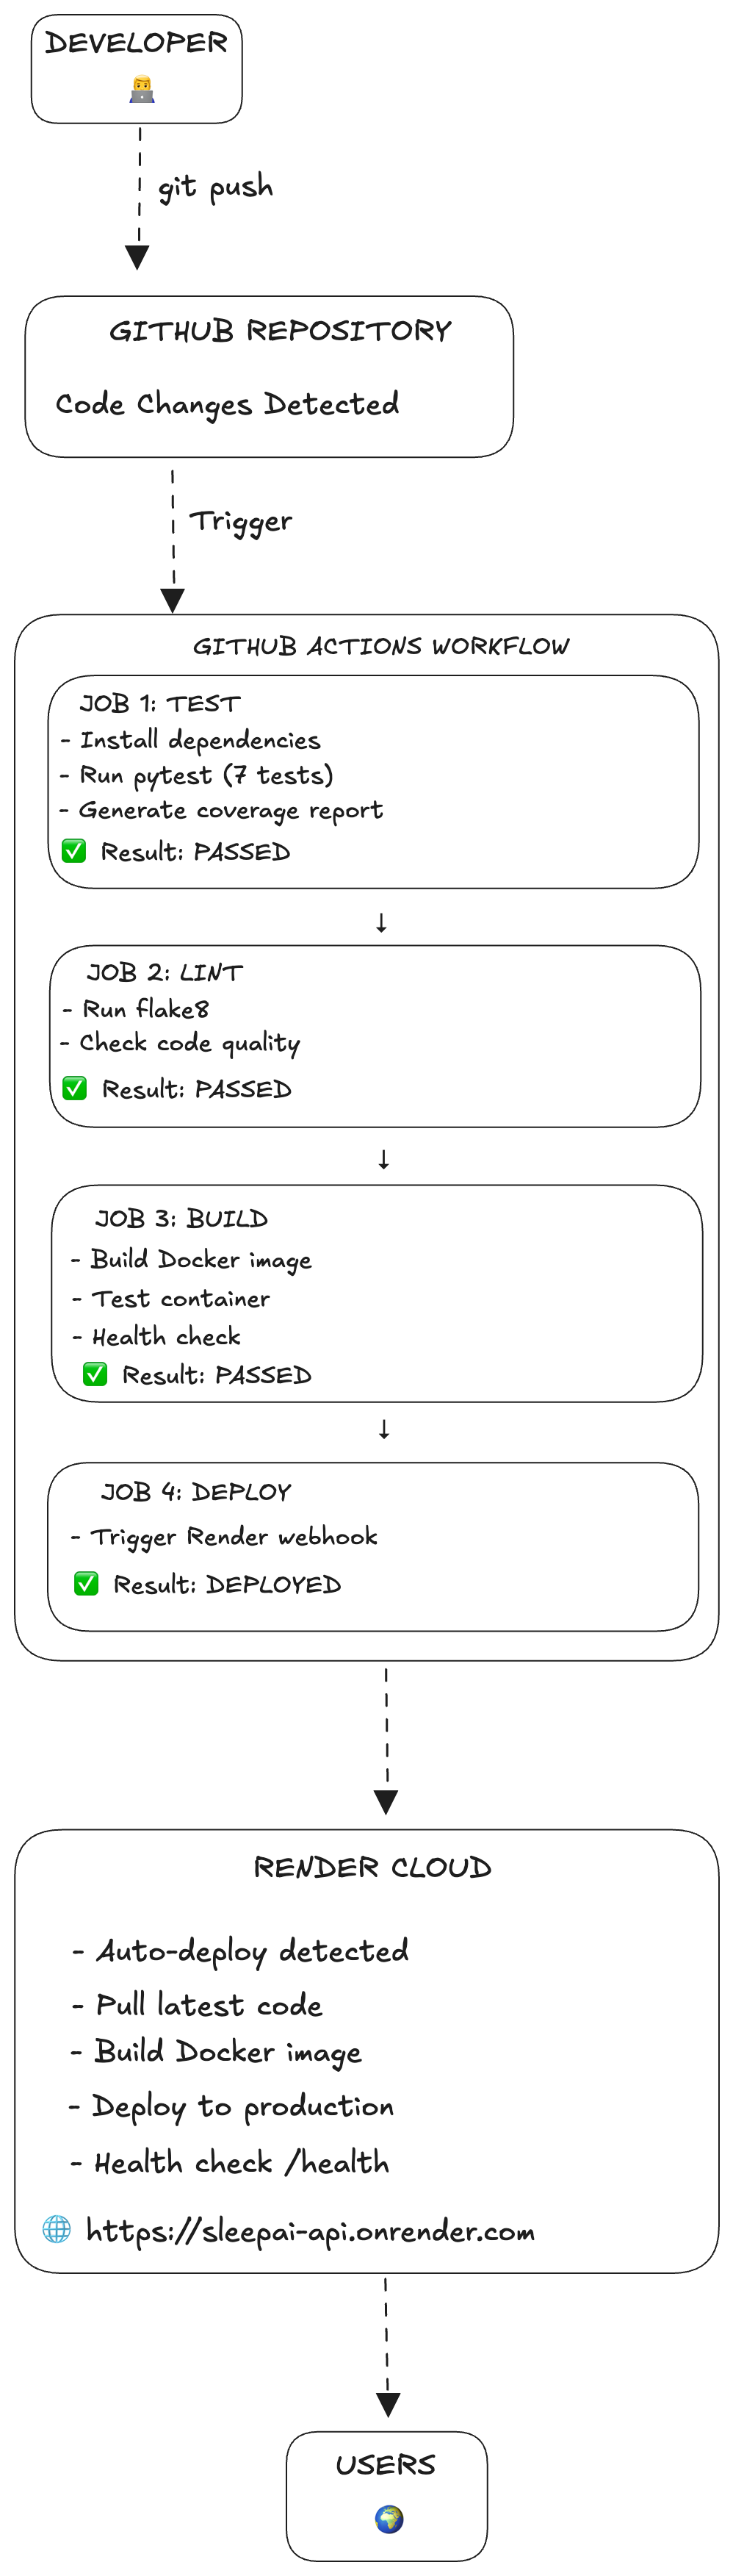 DEVELOPER
👨‍💻
git push
GITHUB REPOSITORY
Code Changes Detected
Trigger
GITHUB ACTIONS WORKFLOW
JOB 1: TEST
- Install dependencies
- Run pytest (7 tests)
- Generate coverage report
✅ Result: PASSED
↓
JOB 2: LINT
- Run flake8
- Check code quality
✅ Result: PASSED
↓
JOB 3: BUILD
- Build Docker image
- Test container
- Health check
✅ Result: PASSED
↓
JOB 4: DEPLOY
- Trigger Render webhook
✅ Result: DEPLOYED
RENDER CLOUD
- Auto-deploy detected
- Pull latest code
- Build Docker image
- Deploy to production
- Health check /health
🌐 https://sleepai-api.onrender.com
USERS
🌍